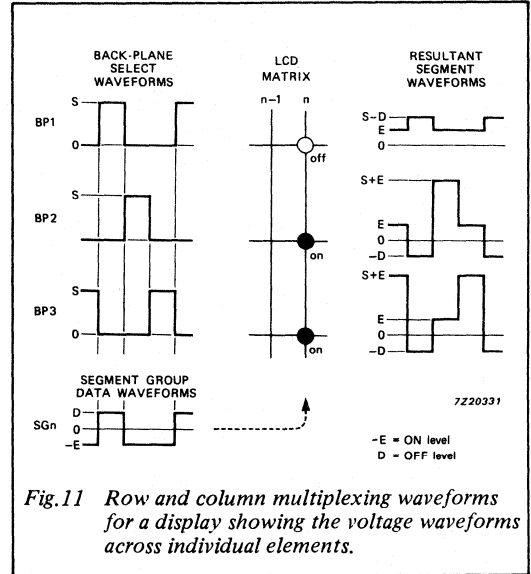 BACK-PLANE
SELECT
WAVEFORMS
LCD
MATRIX
RESULTANT
SEGMENT
WAVEFORMS
n-1 n
BP1
S
0
off
S-D
E
0
BP2
S
on
S+E
E
0
-D
BP3
S
0
on
S+E
E
0
-D
SEGMENT GROUP
DATA WAVEFORMS
SGn
D
0
-E
7Z20331
-E = ON level
D - OFF level
Fig.11 Row and column multiplexing waveforms
for a display showing the voltage waveforms
across individual elements.